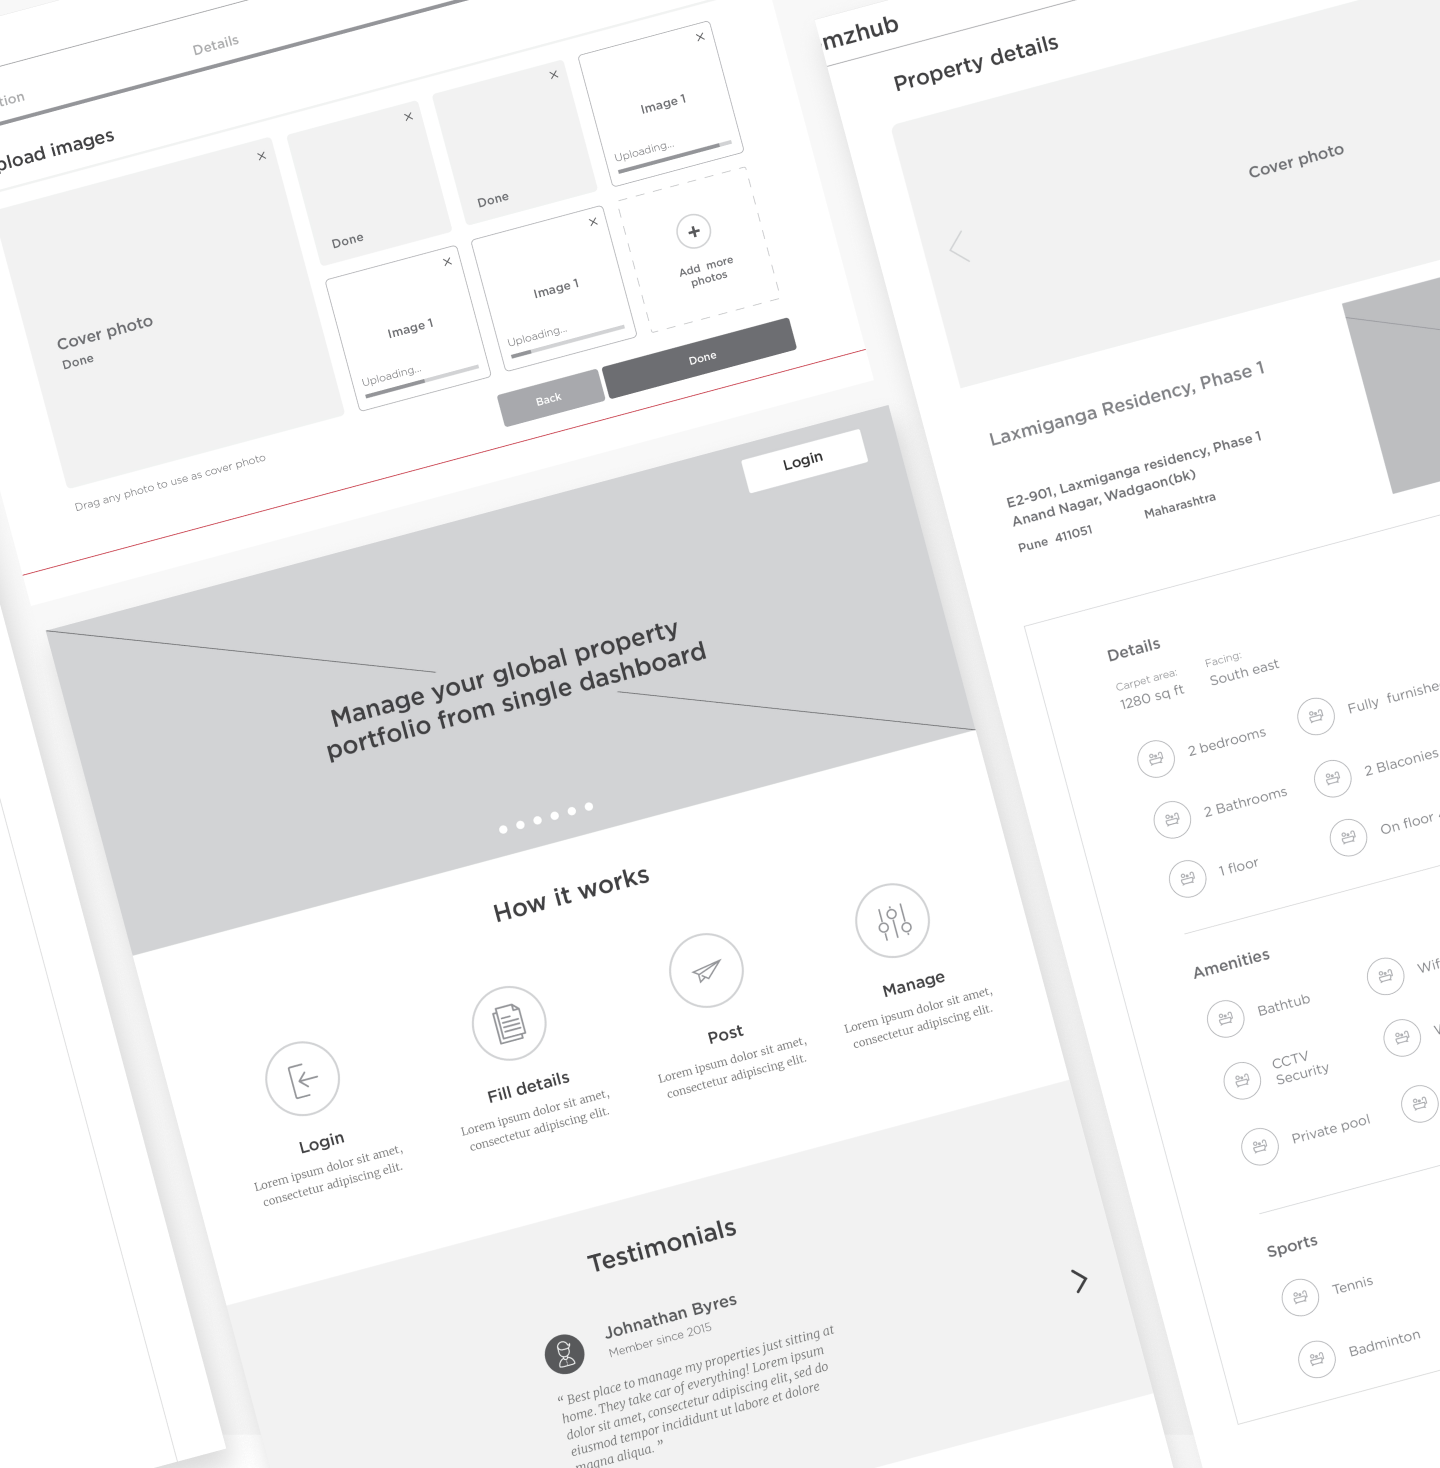 Details
pload images
Cover photo
Done
Done
Done
Image 1
Uploading...
Image 1
Uploading...
Image 1
Uploading...
Add more
photos
Back
Done
Drag any photo to use as cover photo
Login
Manage your global property
portfolio from single dashboard
How it works
Login
Lorem ipsum dolor sit amet,
consectetur adipiscing elit.
Fill details
Lorem ipsum dolor sit amet,
consectetur adipiscing elit.
Post
Lorem ipsum dolor sit amet,
consectetur adipiscing elit.
Manage
Lorem ipsum dolor sit amet,
consectetur adipiscing elit.
Testimonials
Johnathan Byres
Member since 2015
“ Best place to manage my properties just sitting at
home. They take car of everything! Lorem ipsum
dolor sit amet, consectetur adipiscing elit, sed do
eiusmod tempor incididunt ut labore et dolore
magna aliqua. ”
mzhub
Property details
Cover photo
Laxmiganga Residency, Phase 1
E2-901, Laxmiganga residency, Phase 1
Anand Nagar, Wadgaon(bk)
Pune 411051 Maharashtra
Details
Carpet area:
1280 sq ft
Facing:
South east
2 bedrooms
Fully furnishe
2 Bathrooms
2 Blaconies
1 floor
On floor
Amenities
Bathtub
Wif
CCTV
Security
Private pool
Sports
Tennis
Badminton